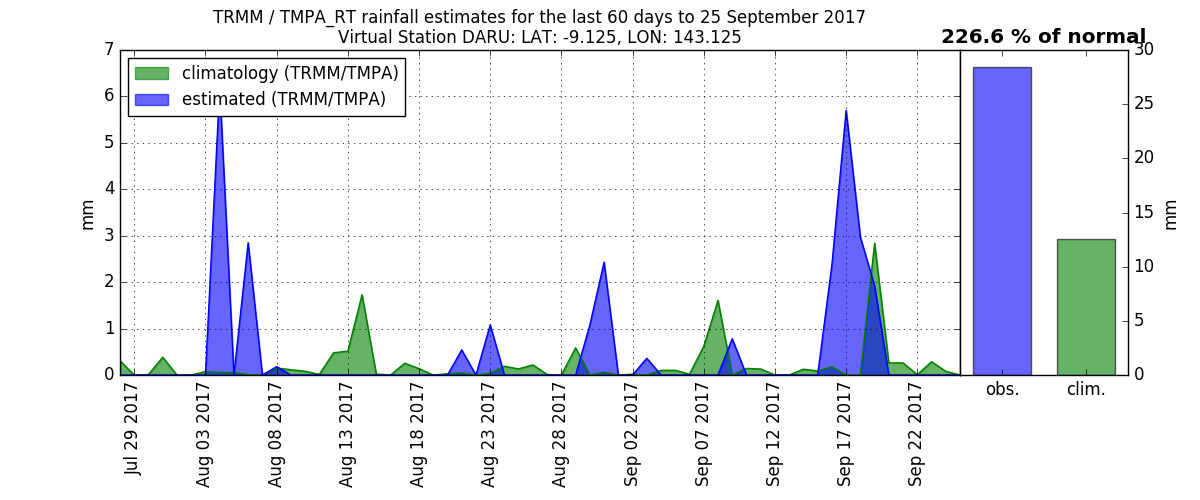 TRMM / TMPA_RT rainfall estimates for the last 60 days to 25 September 2017
Virtual Station DARU: LAT: -9.125, LON: 143.125
226.6 % of normal
climatology (TRMM/TMPA)
estimated (TRMM/TMPA)
7
6
5
4
3
2
1
0
mm
Jul 29 2017
Aug 03 2017
Aug 08 2017
Aug 13 2017
Aug 18 2017
Aug 23 2017
Aug 28 2017
Sep 02 2017
Sep 07 2017
Sep 12 2017
Sep 17 2017
Sep 22 2017
obs.
clim.
30
25
20
15
10
5
0
mm